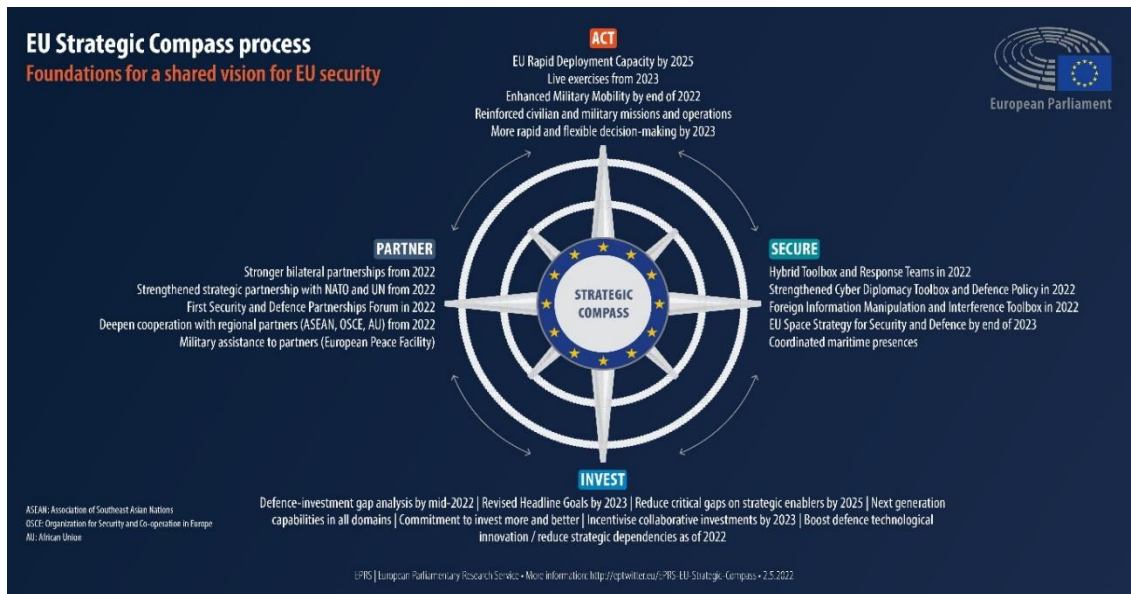 EU Strategic Compass process
Foundations for a shared vision for EU security
ACT
EU Rapid Deployment Capacity by 2025
Live exercises from 2023
Enhanced Military Mobility by end of 2022
Reinforced civilian and military missions and operations
More rapid and flexible decision-making by 2023
European Parliament
PARTNER
Stronger bilateral partnerships from 2022
Strengthened strategic partnership with NATO and UN from 2022
First Security and Defence Partnerships Forum in 2022
Deepen cooperation with regional partners (ASEAN, OSCE, AU) from 2022
Military assistance to partners (European Peace Facility)
STRATEGIC
COMPASS
SECURE
Hybrid Toolbox and Response Teams in 2022
Strengthened Cyber Diplomacy Toolbox and Defence Policy in 2022
Foreign Information Manipulation and Interference Toolbox in 2022
EU Space Strategy for Security and Defence by end of 2023
Coordinated maritime presences
INVEST
Defence-investment gap analysis by mid-2022 | Revised Headline Goals by 2023 | Reduce critical gaps on strategic enablers by 2025 | Next generation
capabilities in all domains | Commitment to invest more and better | Incentivise collaborative investments by 2023 | Boost defence technological
innovation / reduce strategic dependencies as of 2022
ASEAN: Association of Southeast Asian Nations
OSCE: Organization for Security and Co-operation in Europe
AU: African Union
EPRS | European Parliamentary Research Service • More information: http://eptwitter.eu/EPRS-EU-Strategic-Compass • 2.5.2022